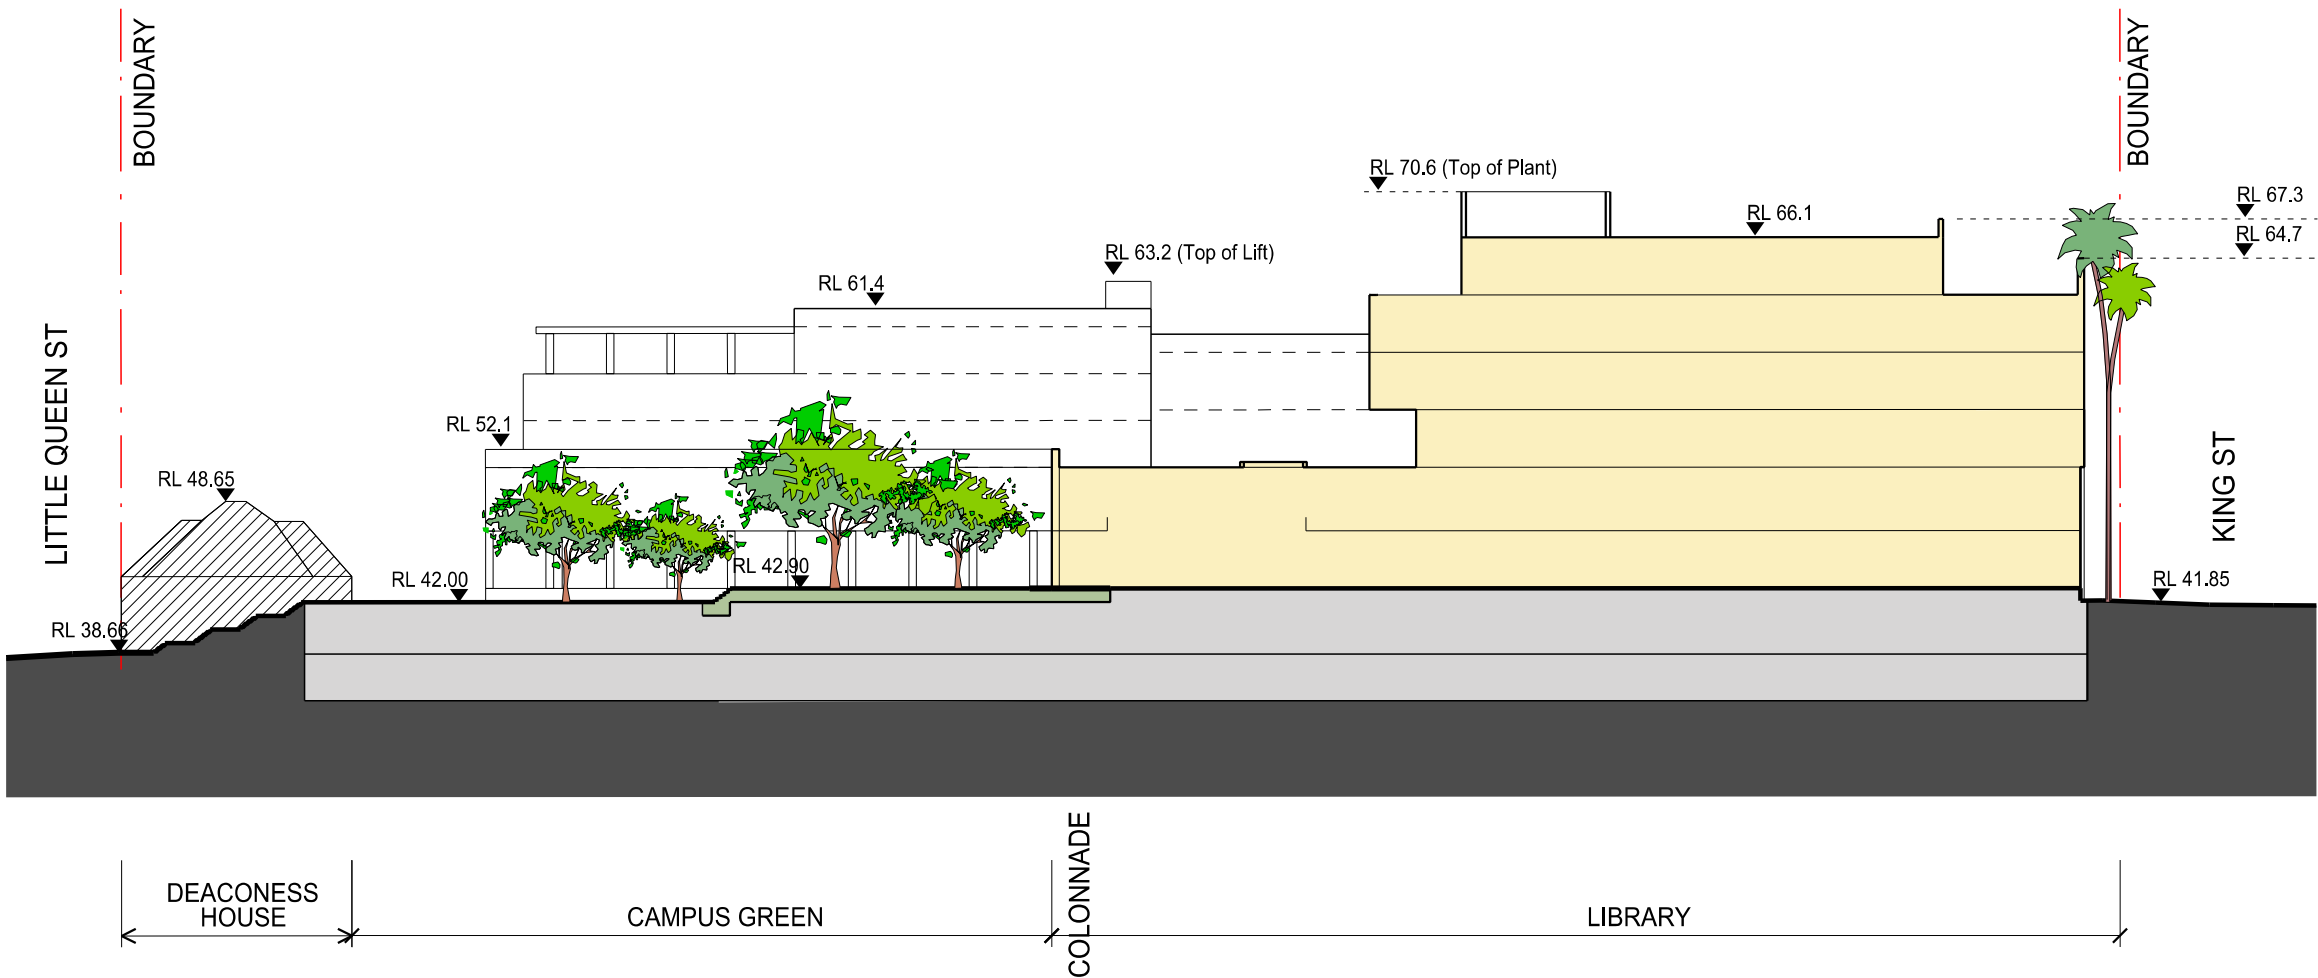 BOUNDARY
BOUNDARY
RL 70.6 (Top of Plant)
RL 67.3
RL 66.1
RL 64.7
RL 63.2 (Top of Lift)
RL 61.4
LITTLE QUEEN ST
RL 52.1
KING ST
RL 48.65
RL 42.00
RL 42.90
RL 41.85
RL 38.66
COLONNADE
DEACONESS
HOUSE
CAMPUS GREEN
LIBRARY